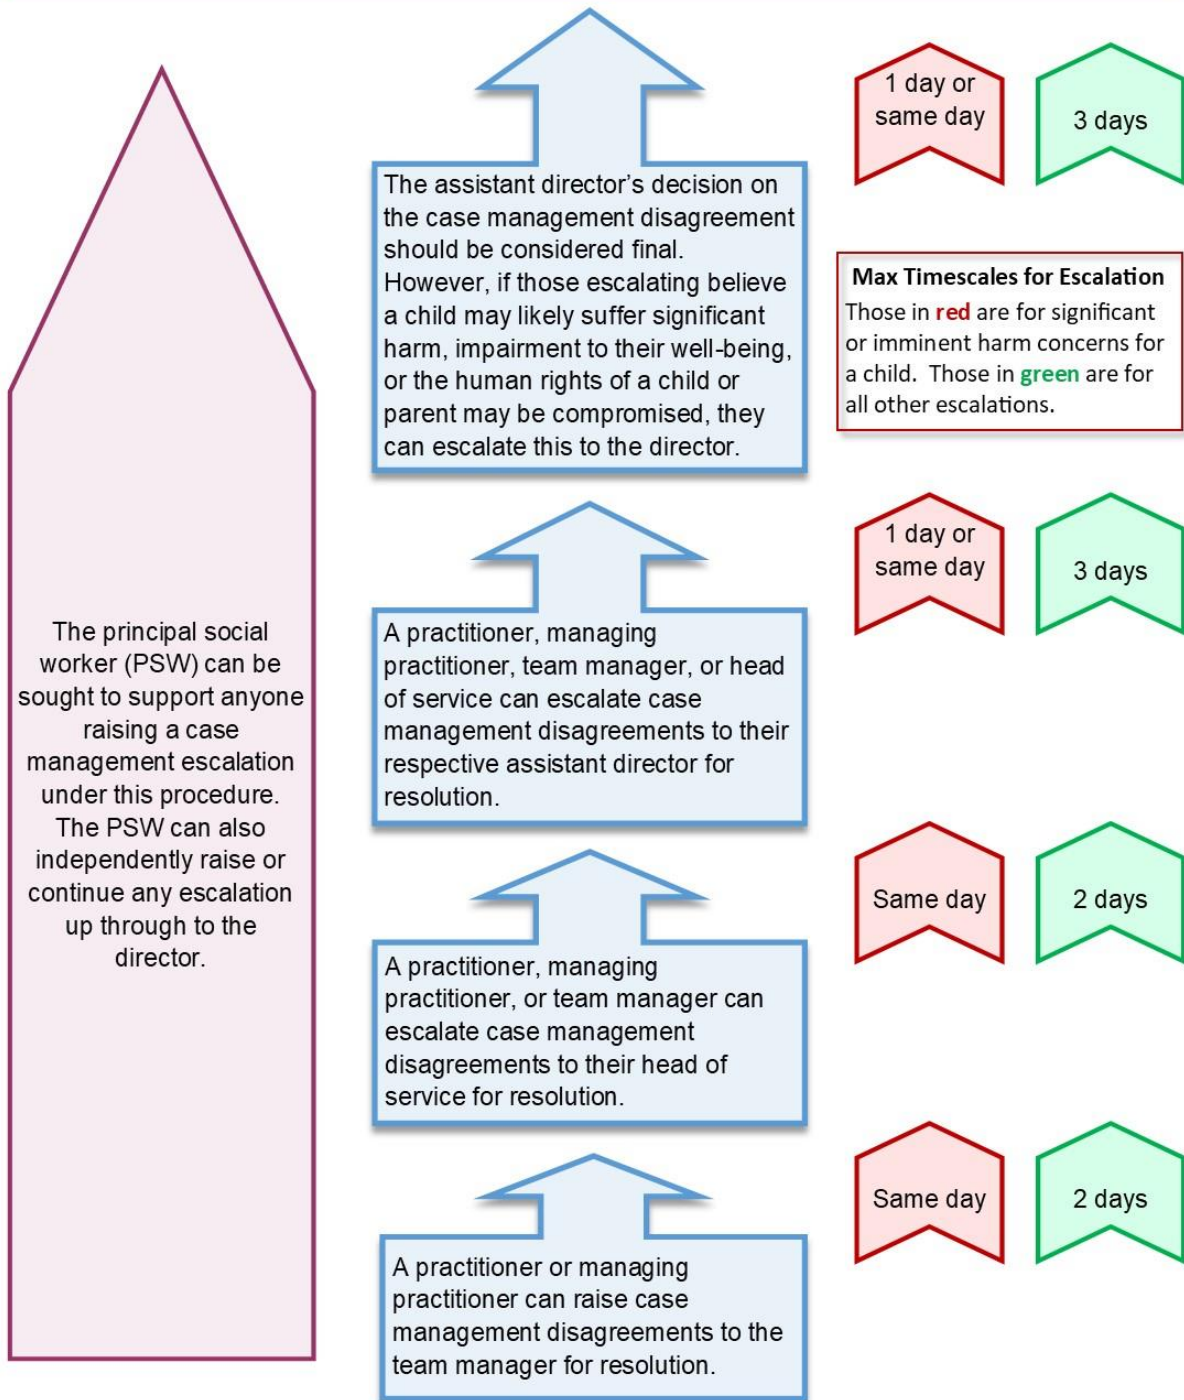 The principal social
worker (PSW) can be
sought to support anyone
raising a case
management escalation
under this procedure.
The PSW can also
independently raise or
continue any escalation
up through to the
director.
The assistant director’s decision on
the case management disagreement
should be considered final.
However, if those escalating believe
a child may likely suffer significant
harm, impairment to their well-being,
or the human rights of a child or
parent may be compromised, they
can escalate this to the director.
A practitioner, managing
practitioner, team manager, or head
of service can escalate case
management disagreements to their
respective assistant director for
resolution.
A practitioner, managing
practitioner, or team manager can
escalate case management
disagreements to their head of
service for resolution.
A practitioner or managing
practitioner can raise case
management disagreements to the
team manager for resolution.
1 day or
same day
3 days
Max Timescales for Escalation
Those in red are for significant
or imminent harm concerns for
a child.  Those in green are for
all other escalations.
1 day or
same day
3 days
Same day
2 days
Same day
2 days